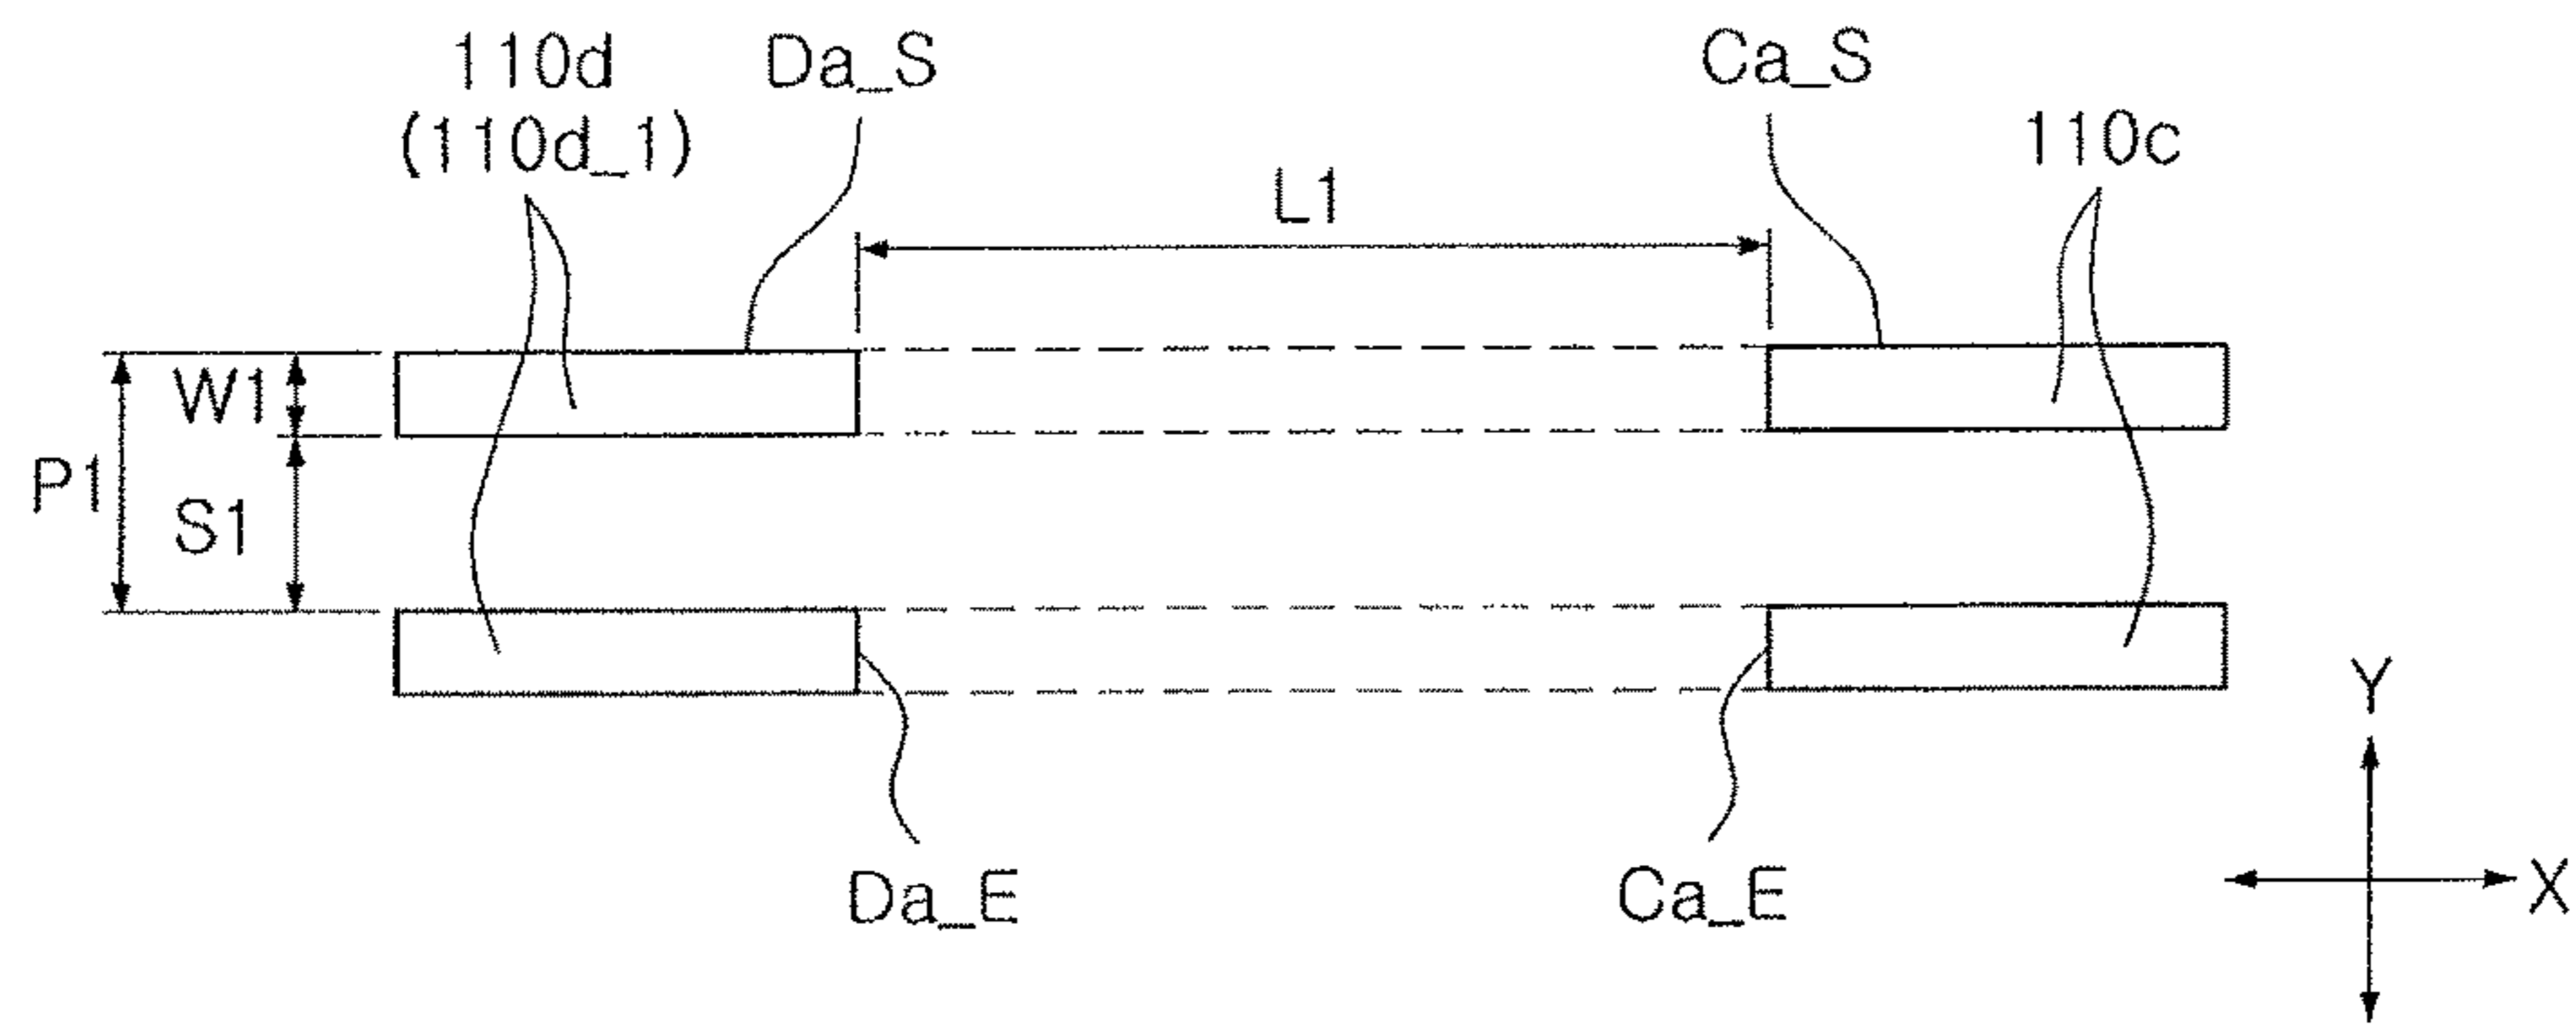 110d
(110d_1)
Da_S
Ca_S
110c
L1
W1
P1
S1
Da_E
Ca_E
Y
X